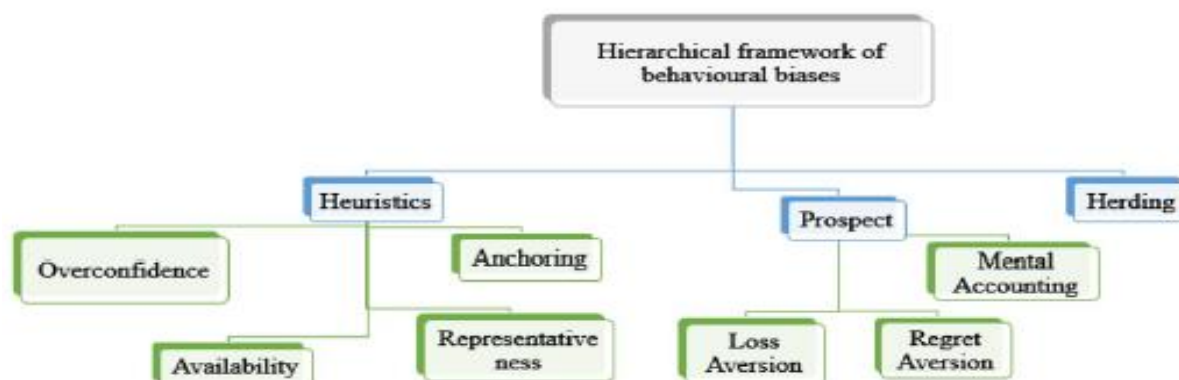 Hierarchical framework of
behavioural biases
Heuristics
Prospect
Herding
Overconfidence
Anchoring
Mental
Accounting
Availability
Representative
ness
Loss
Aversion
Regret
Aversion